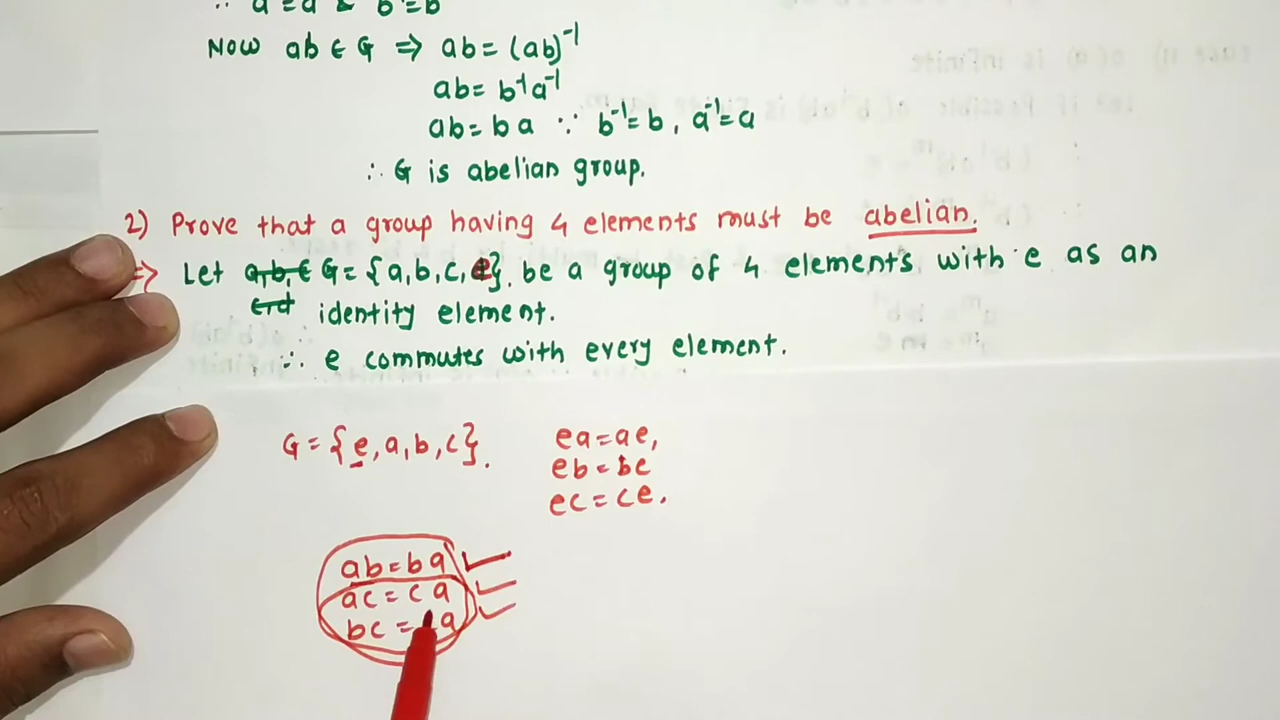 ∵ a = a & b = b
Now ab ∈ G ⇒ ab = (ab)⁻¹
ab = b⁻¹a⁻¹
ab = b a ∵ b⁻¹ = b, a⁻¹ = a
∴ G is abelian group.
2) Prove that a group having 4 elements must be abelian.
⇒ Let a, b, ∈ G = {a, b, c, e}. be a group of 4 elements with e as an
identity element.
∵ e commutes with every element.
G = {e, a, b, c}.
ea = ae,
eb = be
ec = ce.
ab = ba
ac = ca
bc = a